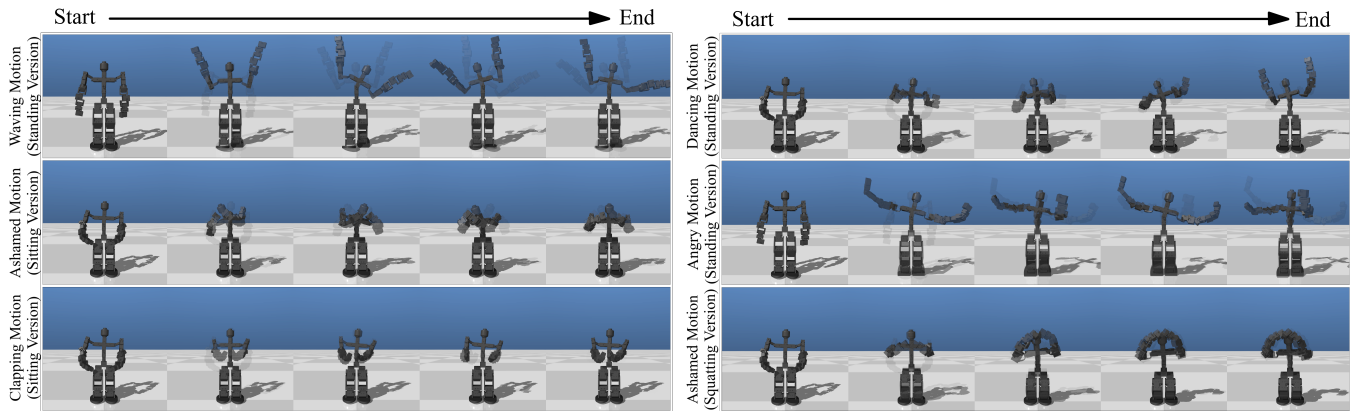 Start
End
Waving Motion
(Standing Version)
Ashamed Motion
(Sitting Version)
Clapping Motion
(Sitting Version)
Start
End
Dancing Motion
(Standing Version)
Angry Motion
(Standing Version)
Ashamed Motion
(Squatting Version)